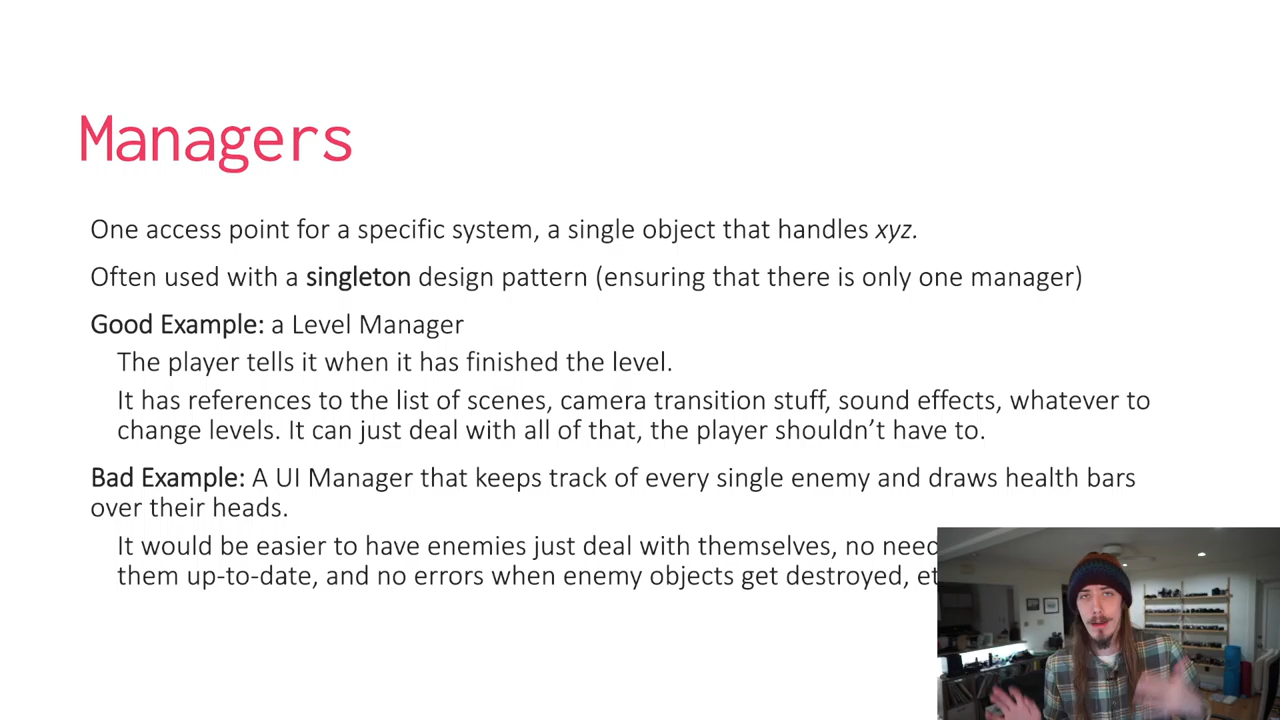 Managers
One access point for a specific system, a single object that handles xyz.
Often used with a singleton design pattern (ensuring that there is only one manager)
Good Example: a Level Manager
The player tells it when it has finished the level.
It has references to the list of scenes, camera transition stuff, sound effects, whatever to
change levels. It can just deal with all of that, the player shouldn’t have to.
Bad Example: A UI Manager that keeps track of every single enemy and draws health bars
over their heads.
It would be easier to have enemies just deal with themselves, no need
them up-to-date, and no errors when enemy objects get destroyed,